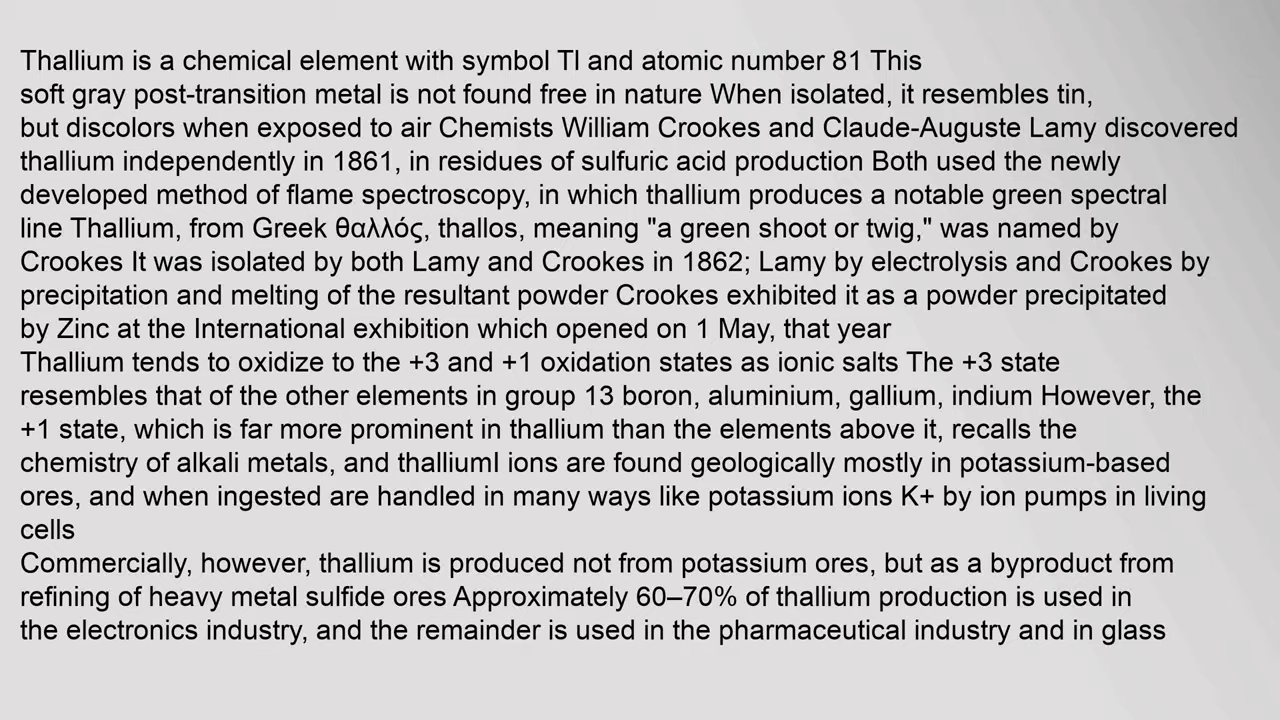 Thallium is a chemical element with symbol Tl and atomic number 81 This
soft gray post-transition metal is not found free in nature When isolated, it resembles tin,
but discolors when exposed to air Chemists William Crookes and Claude-Auguste Lamy discovered
thallium independently in 1861, in residues of sulfuric acid production Both used the newly
developed method of flame spectroscopy, in which thallium produces a notable green spectral
line Thallium, from Greek θαλλός, thallos, meaning "a green shoot or twig," was named by
Crookes It was isolated by both Lamy and Crookes in 1862; Lamy by electrolysis and Crookes by
precipitation and melting of the resultant powder Crookes exhibited it as a powder precipitated
by Zinc at the International exhibition which opened on 1 May, that year
Thallium tends to oxidize to the +3 and +1 oxidation states as ionic salts The +3 state
resembles that of the other elements in group 13 boron, aluminium, gallium, indium However, the
+1 state, which is far more prominent in thallium than the elements above it, recalls the
chemistry of alkali metals, and thalliumI ions are found geologically mostly in potassium-based
ores, and when ingested are handled in many ways like potassium ions K+ by ion pumps in living
cells
Commercially, however, thallium is produced not from potassium ores, but as a byproduct from
refining of heavy metal sulfide ores Approximately 60–70% of thallium production is used in
the electronics industry, and the remainder is used in the pharmaceutical industry and in glass